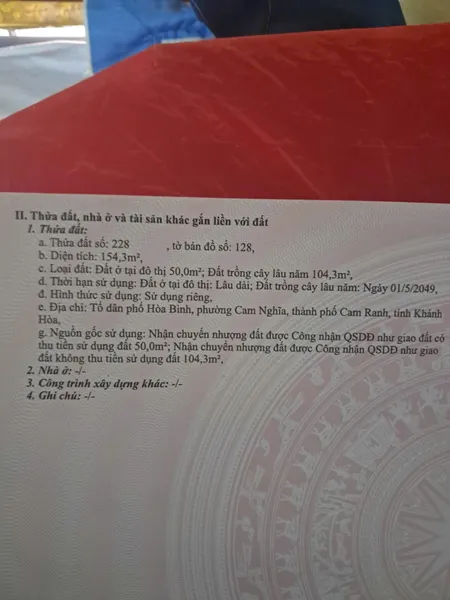 II. Thửa đất, nhà ở và tài sản khác gắn liền với đất
1. Thửa đất:
a. Thửa đất số: 228 , tờ bản đồ số: 128,
b. Diện tích: 154,3m²,
c. Loại đất: Đất ở tại đô thị 50,0m²; Đất trồng cây lâu năm 104,3m²,
d. Thời hạn sử dụng: Đất ở tại đô thị: Lâu dài; Đất trồng cây lâu năm: Ngày 01/5/2049,
đ. Hình thức sử dụng: Sử dụng riêng,
e. Địa chỉ: Tổ dân phố Hòa Bình, phường Cam Nghĩa, thành phố Cam Ranh, tỉnh Khánh
Hòa,
g. Nguồn gốc sử dụng: Nhận chuyển nhượng đất được Công nhận QSDĐ như giao đất có
thu tiền sử dụng đất 50,0m²; Nhận chuyển nhượng đất được Công nhận QSDĐ như giao
đất không thu tiền sử dụng đất 104,3m²,
2. Nhà ở: -/-
3. Công trình xây dựng khác: -/-
4. Ghi chú: -/-